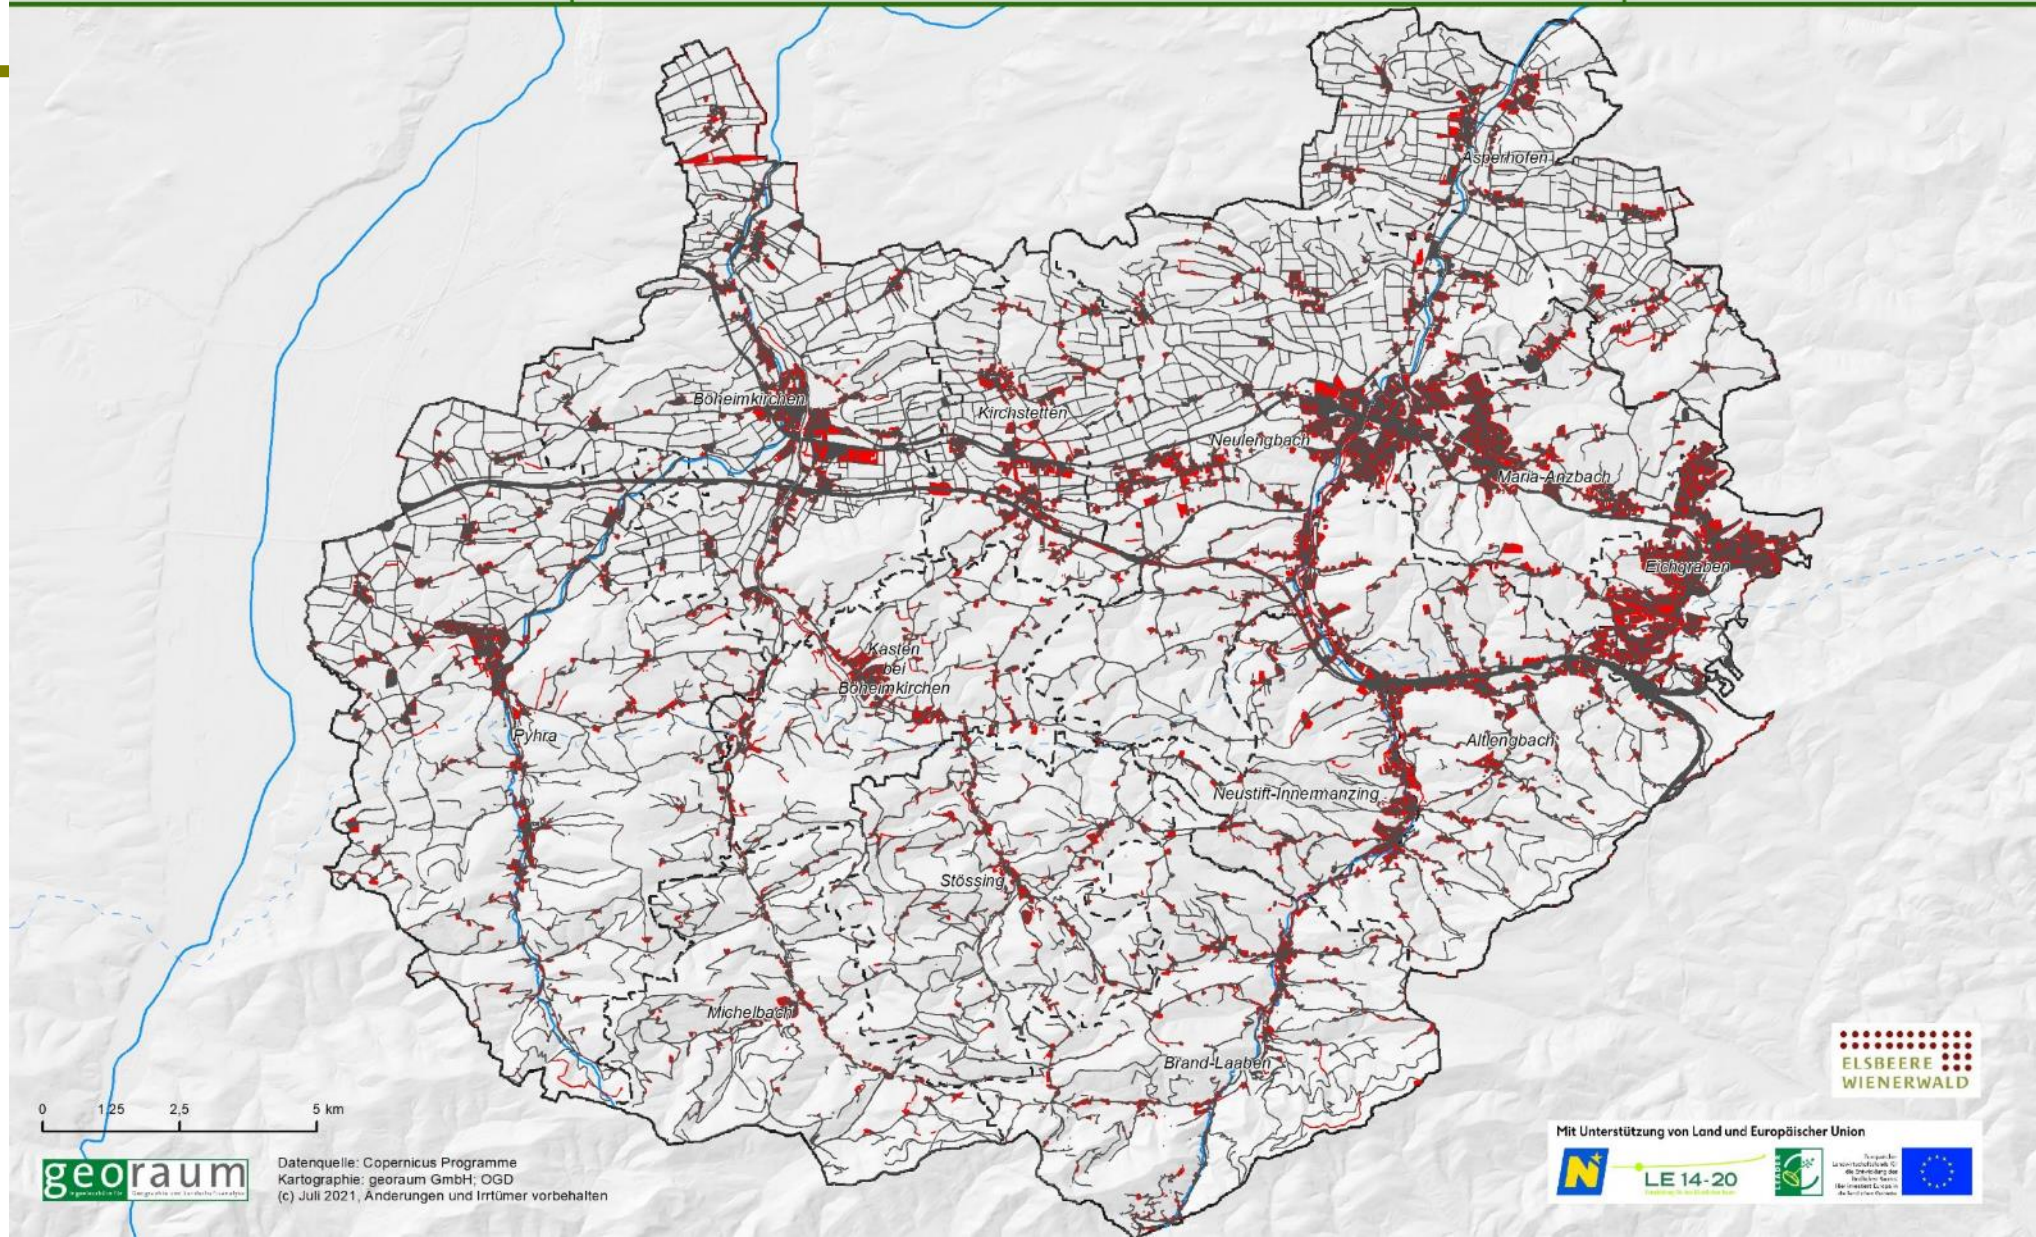 Asperhofen
Böheimkirchen
Kirchstetten
Neulengbach
Maria-Anzbach
Eichgraben
Kasten
bei
Böheimkirchen
Pyhra
Altlengbach
Neustift-Innermanzing
Stössing
Michelbach
Brand-Laaben
0 1,25 2,5 5 km
georaum
Datenquelle: Copernicus Programme
Kartographie: georaum GmbH; OGD
(c) Juli 2021, Änderungen und Irrtümer vorbehalten
ELSBEERE
WIENERWALD
Mit Unterstützung von Land und Europäischer Union
N
LE 14-20
LEADER